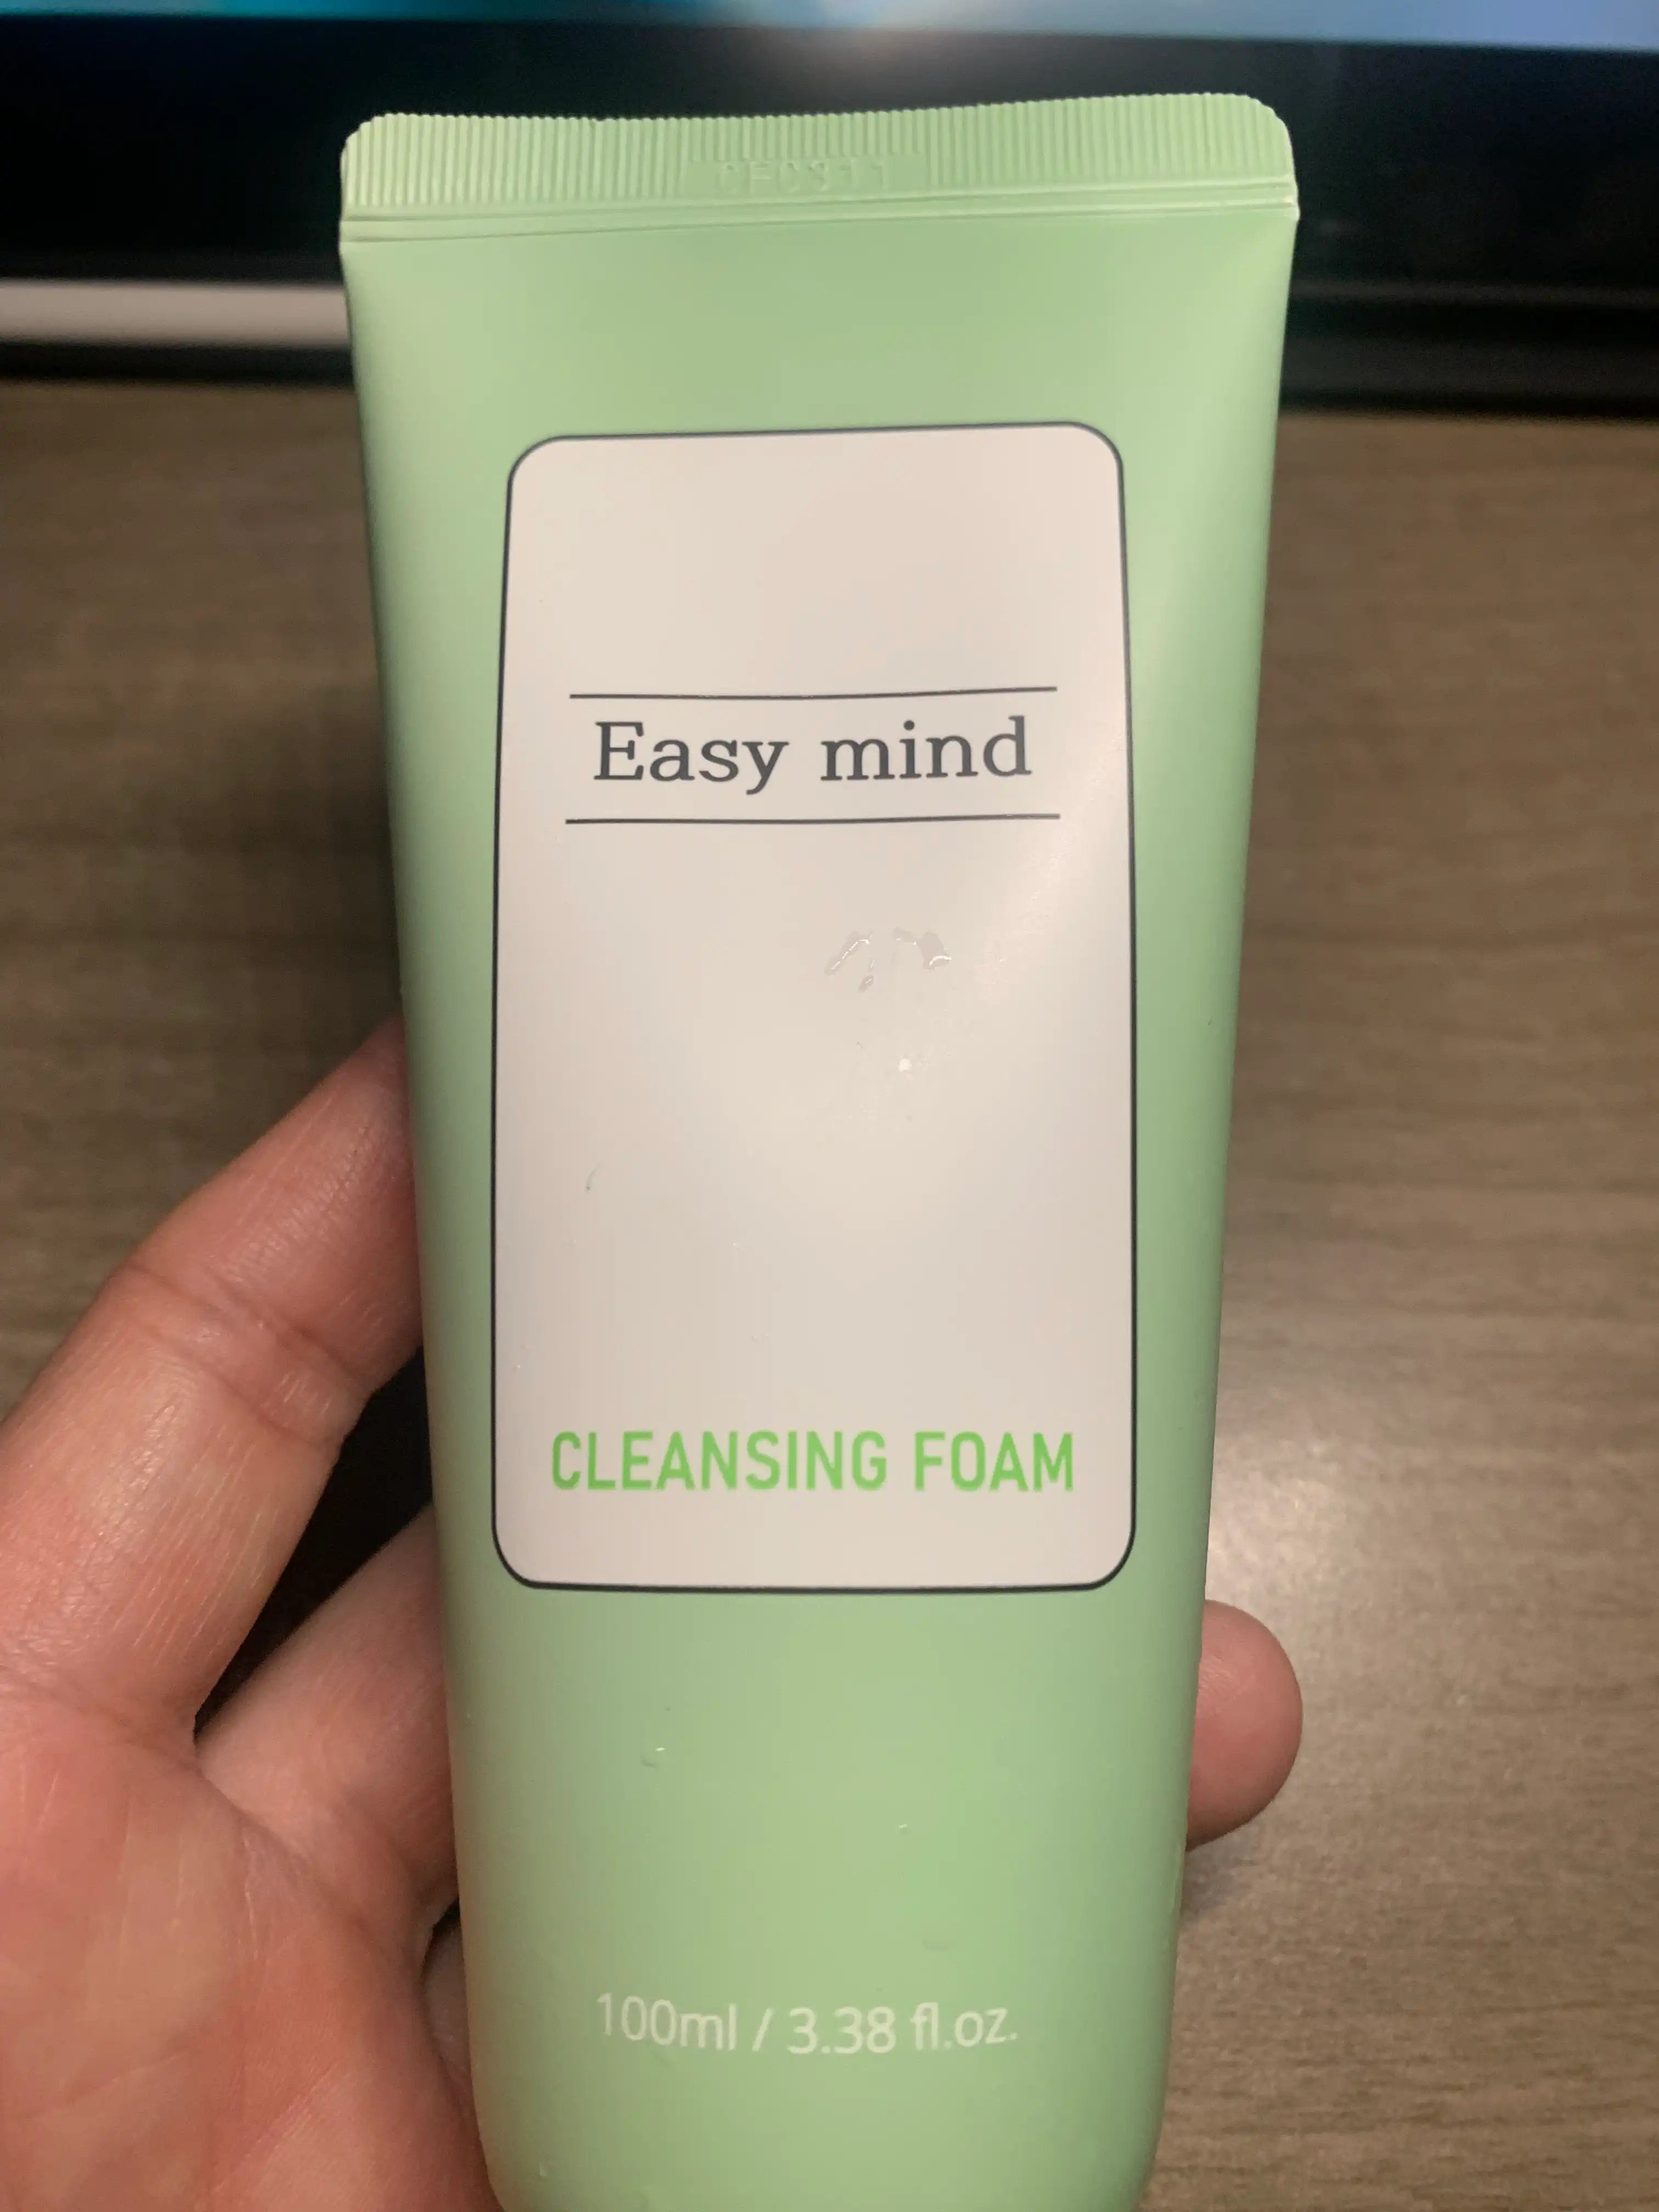 Easy mind
CLEANSING FOAM
100ml / 3.38 fl.oz.